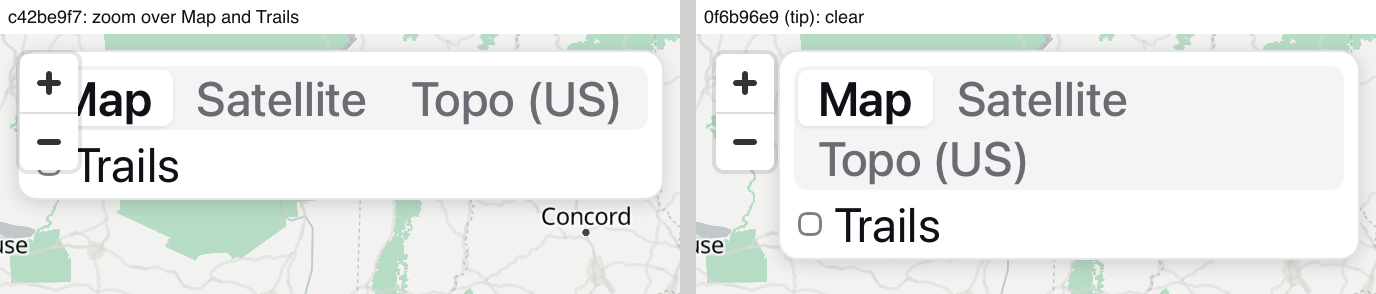 c42be9f7: zoom over Map and Trails
+
Map Satellite Topo (US)
−
Trails
Concord
use
0f6b96e9 (tip): clear
+
Map Satellite
−
Topo (US)
Trails
use